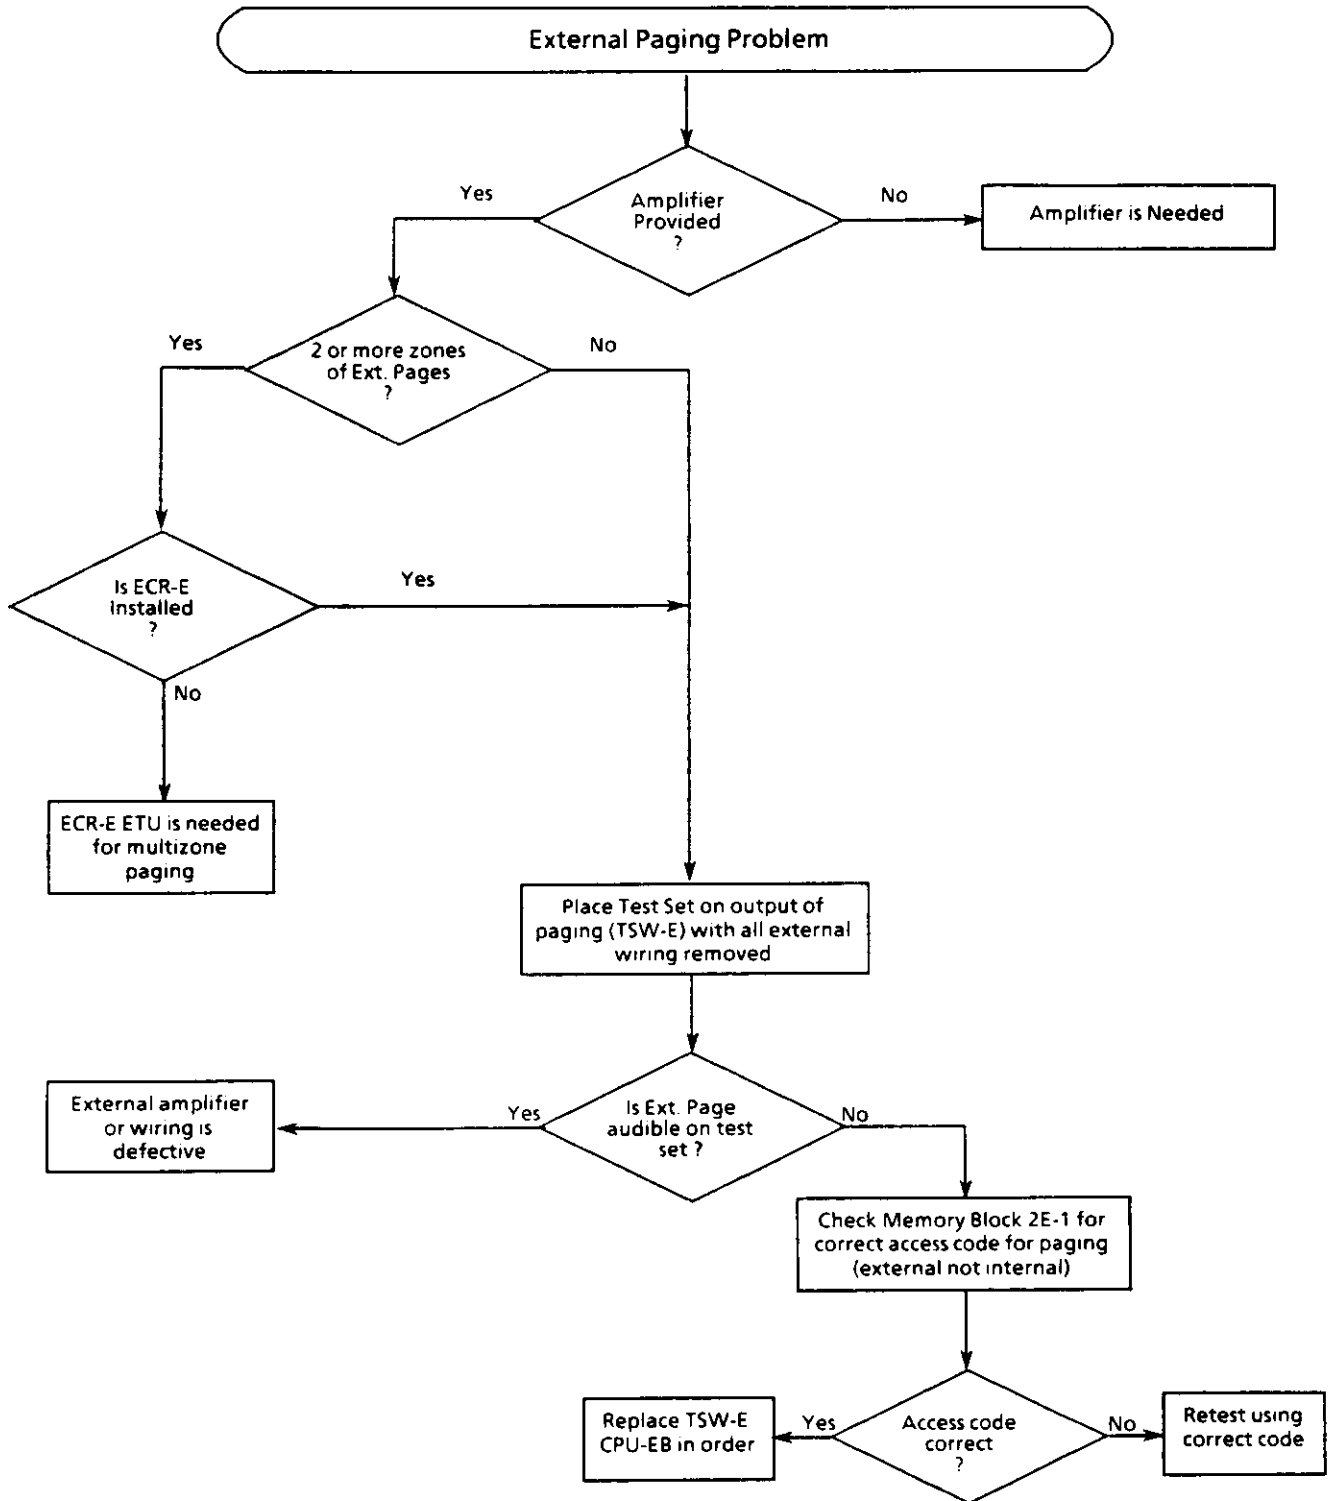 External Paging Problem
Yes
Amplifier
Provided
?
No
Amplifier is Needed
Yes
2 or more zones
of Ext. Pages
?
No
Is ECR-E
Installed
?
Yes
No
ECR-E ETU is needed
for multizone
paging
Place Test Set on output of
paging (TSW-E) with all external
wiring removed
External amplifier
or wiring is
defective
Yes
Is Ext. Page
audible on test
set ?
No
Check Memory Block 2E-1 for
correct access code for paging
(external not internal)
Replace TSW-E
CPU-EB in order
Yes
Access code
correct
?
No
Retest using
correct code